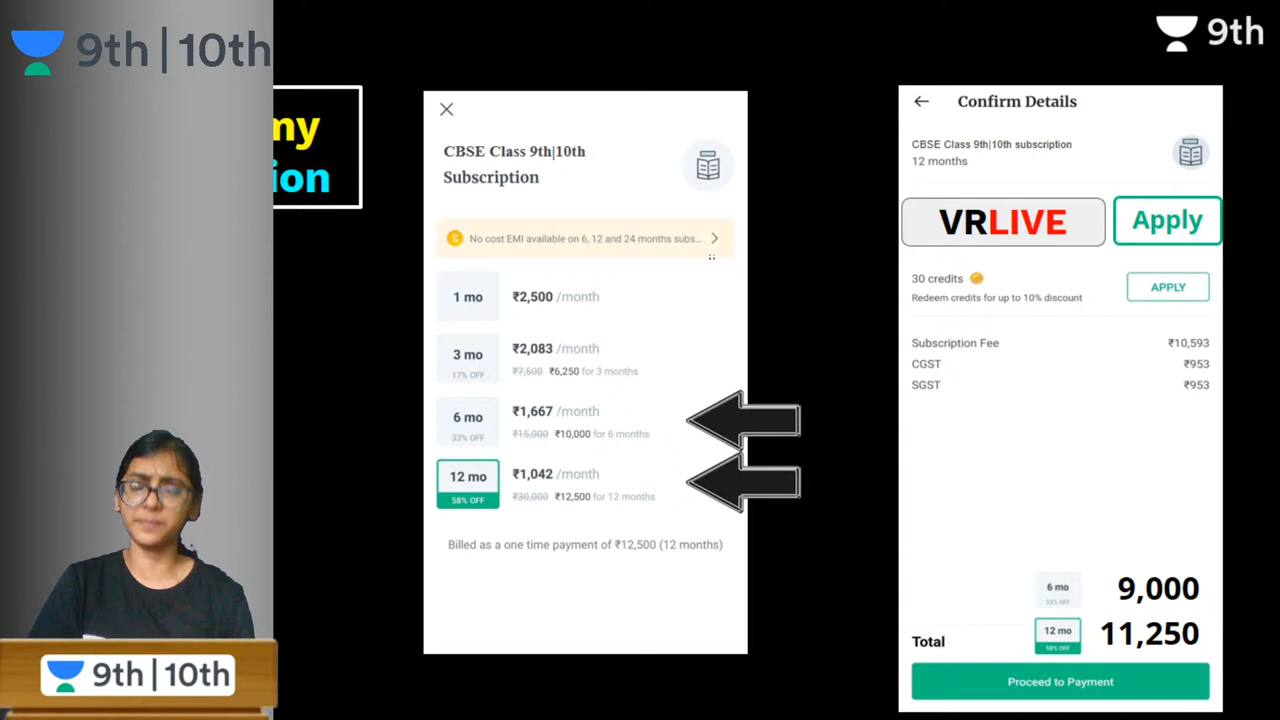 9th|10th
9th
my
ion
CBSE Class 9th|10th
Subscription
No cost EMI available on 6, 12 and 24 months subs..
1 mo
₹2,500 /month
3 mo
17% OFF
₹2,083 /month
₹7,500 ₹6,250 for 3 months
6 mo
33% OFF
₹1,667 /month
₹15,000 ₹10,000 for 6 months
12 mo
58% OFF
₹1,042 /month
₹30,000 ₹12,500 for 12 months
Billed as a one time payment of ₹12,500 (12 months)
Confirm Details
CBSE Class 9th|10th subscription
12 months
VRLIVE
Apply
30 credits
Redeem credits for up to 10% discount
APPLY
Subscription Fee ₹10,593
CGST ₹953
SGST ₹953
6 mo
33% OFF
9,000
Total
12 mo
58% OFF
11,250
Proceed to Payment
9th|10th